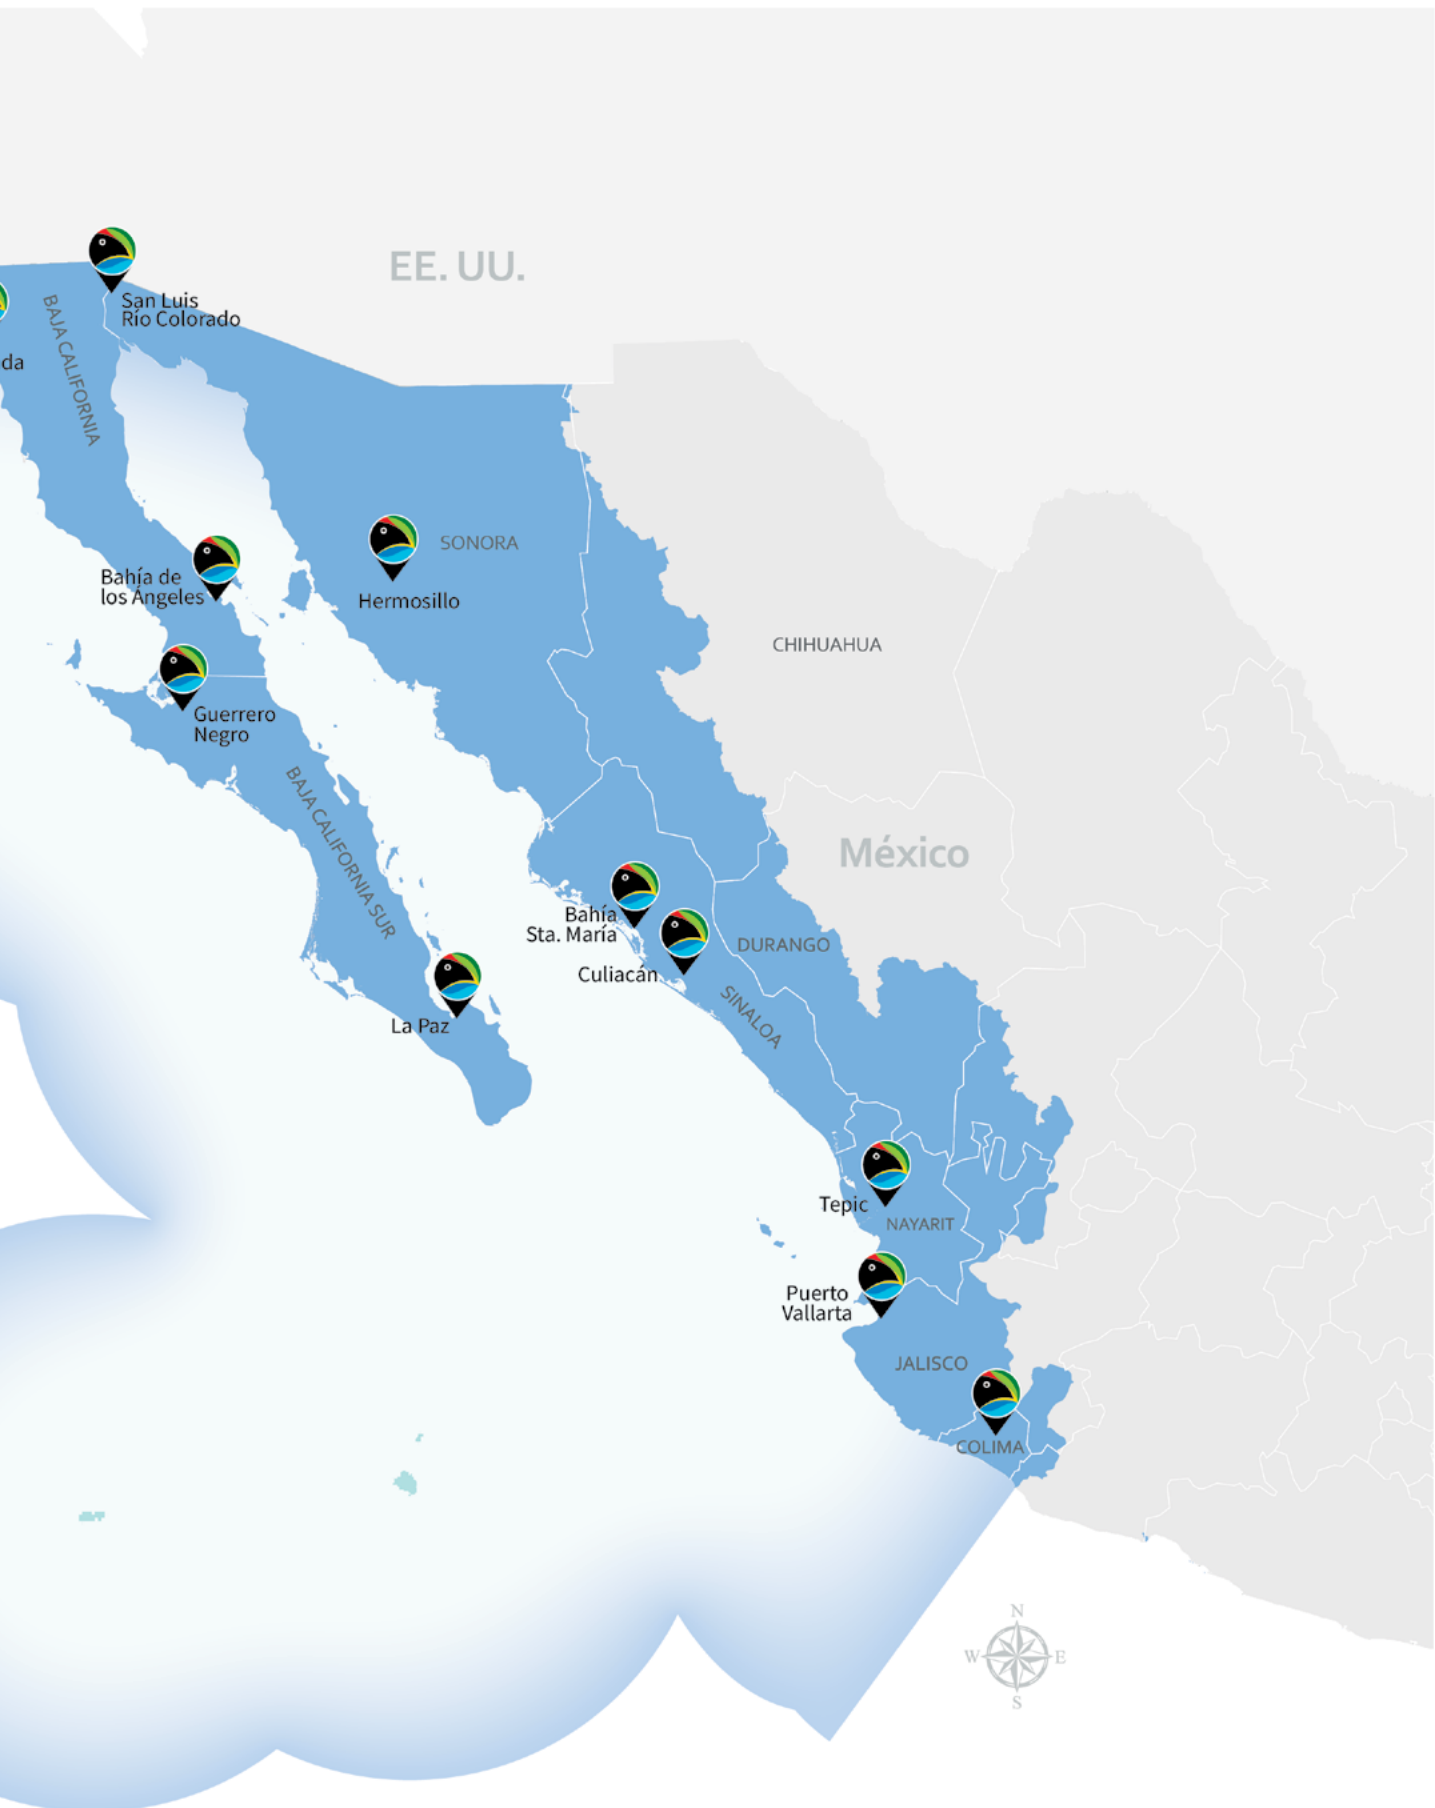 EE. UU.
San Luis
Río Colorado
BAJA CALIFORNIA
da
SONORA
Hermosillo
Bahía de
los Ángeles
CHIHUAHUA
Guerrero
Negro
BAJA CALIFORNIA SUR
México
Bahía
Sta. María
DURANGO
Culiacán
SINALOA
La Paz
Tepic
NAYARIT
Puerto
Vallarta
JALISCO
COLIMA
N
W
E
S